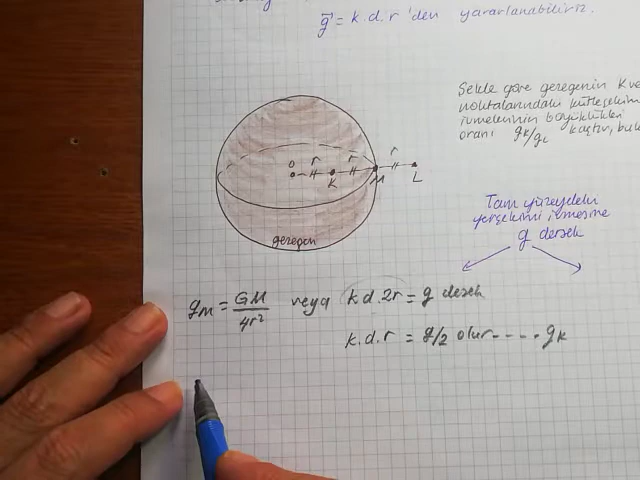 g = k.d.r 'den yararlanabiliriz.
Şekle göre gezegenin K ve
noktalarındaki kütleçekim
ivmelerinin büyüklükleri
oranı gK/gL kaçtır,
O r r r
K M L
gezegen
Tam yüzeydeki
yerçekimi ivmesine
g dersek
gM = GM/4r² veya k.d.2r = g dersek
k.d.r = g/2 olur ---- gK